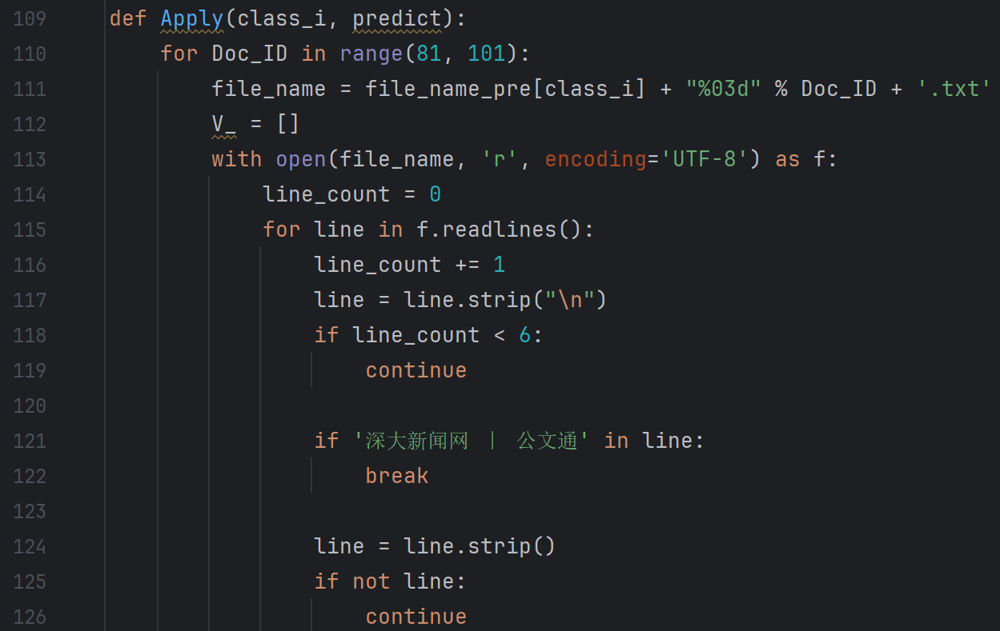 109 def Apply(class_i, predict):
110     for Doc_ID in range(81, 101):
111         file_name = file_name_pre[class_i] + "%03d" % Doc_ID + '.txt'
112         V_ = []
113         with open(file_name, 'r', encoding='UTF-8') as f:
114             line_count = 0
115             for line in f.readlines():
116                 line_count += 1
117                 line = line.strip("\n")
118                 if line_count < 6:
119                     continue
120
121                 if '深大新闻网 | 公文通' in line:
122                     break
123
124                 line = line.strip()
125                 if not line:
126                     continue